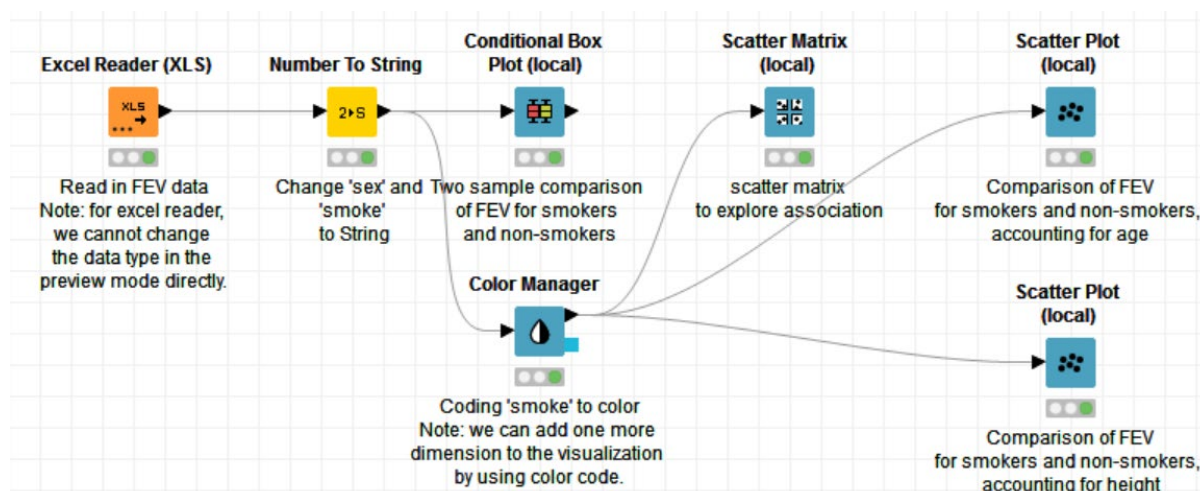 Excel Reader (XLS)
XLS
Read in FEV data
Note: for excel reader,
we cannot change
the data type in the
preview mode directly.
Number To String
2▸S
Change 'sex' and
'smoke'
to String
Conditional Box
Plot (local)
Two sample comparison
of FEV for smokers
and non-smokers
Color Manager
Coding 'smoke' to color
Note: we can add one more
dimension to the visualization
by using color code.
Scatter Matrix
(local)
scatter matrix
to explore association
Scatter Plot
(local)
Comparison of FEV
for smokers and non-smokers,
accounting for age
Scatter Plot
(local)
Comparison of FEV
for smokers and non-smokers,
accounting for height